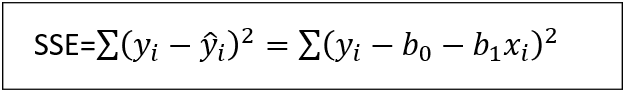 SSE=∑(yᵢ − ŷᵢ)² = ∑(yᵢ − b₀ − b₁xᵢ)²